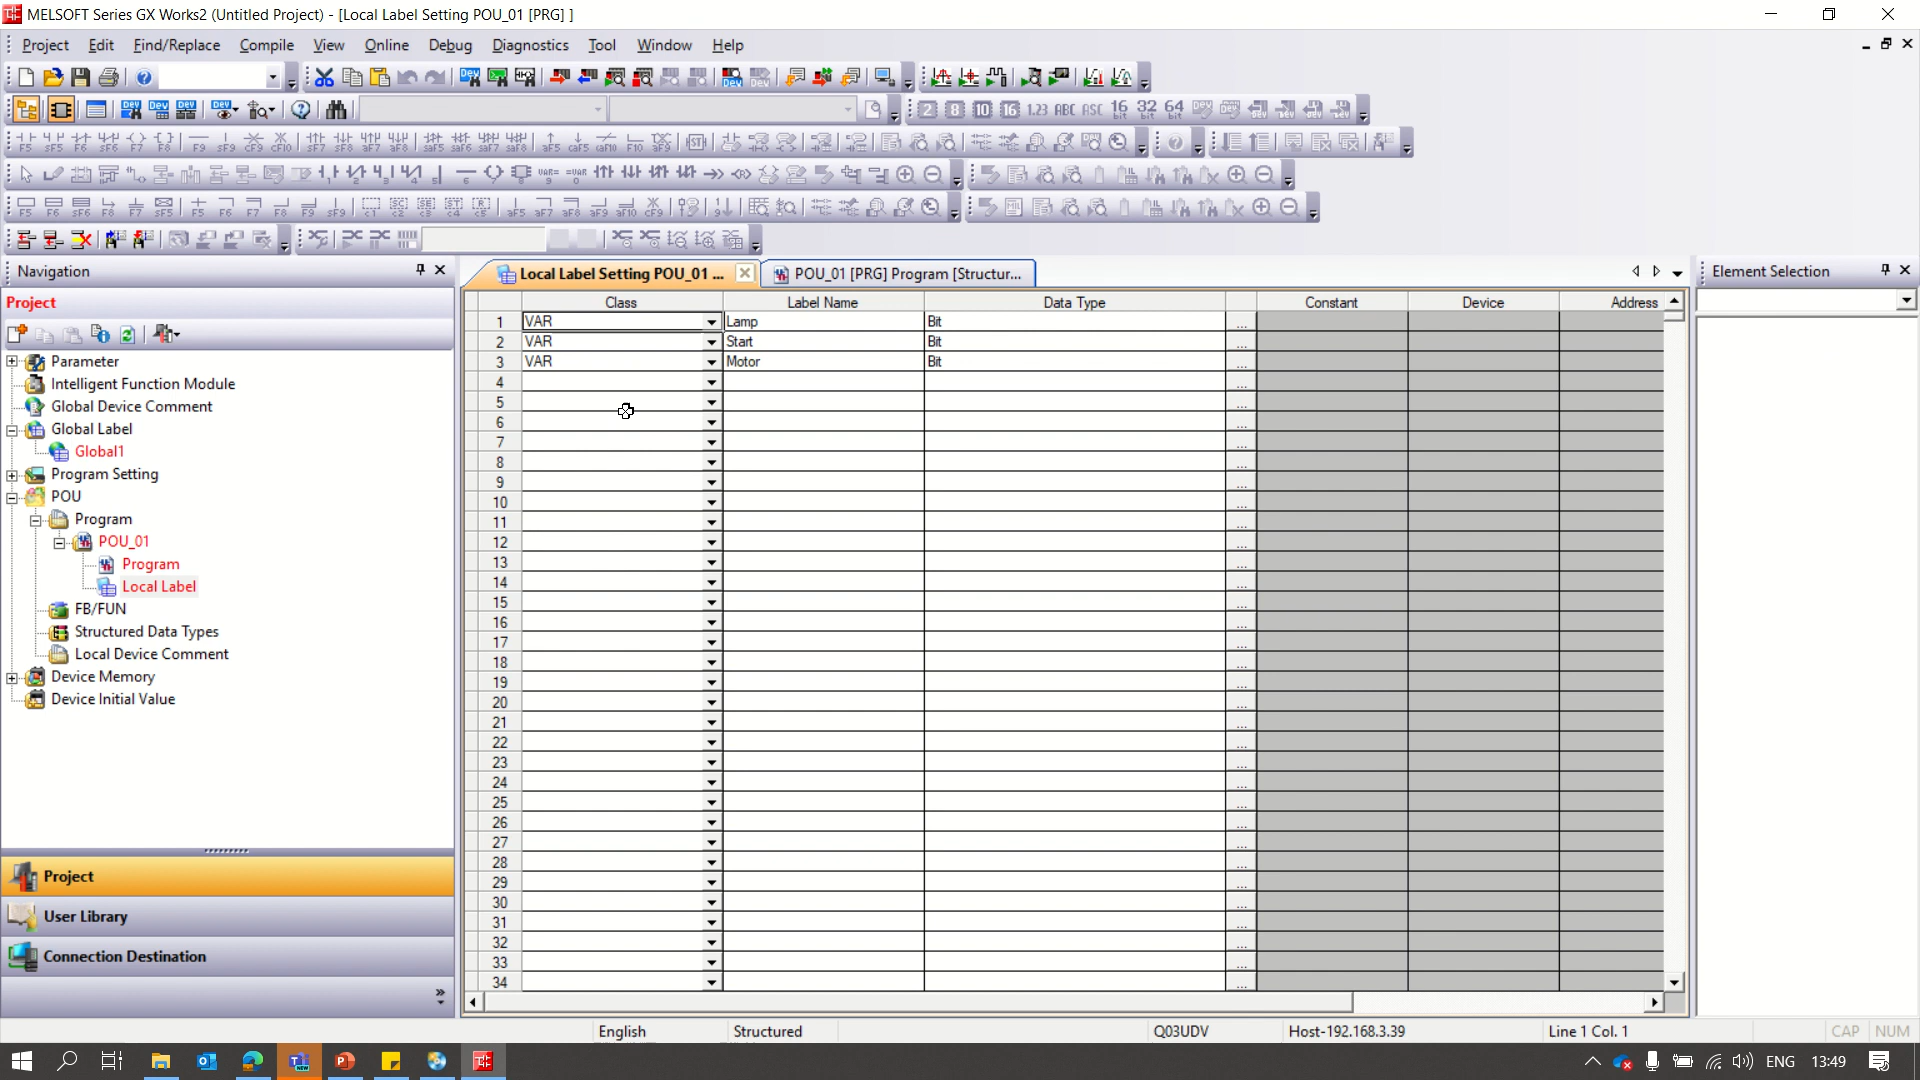 MELSOFT Series GX Works2 (Untitled Project) - [Local Label Setting POU_01 [PRG] ]
Project Edit Find/Replace Compile View Online Debug Diagnostics Tool Window Help
Navigation
Project
Parameter
Intelligent Function Module
Global Device Comment
Global Label
Global1
Program Setting
POU
Program
POU_01
Program
Local Label
FB/FUN
Structured Data Types
Local Device Comment
Device Memory
Device Initial Value
Project
User Library
Connection Destination
Local Label Setting POU_01 ... POU_01 [PRG] Program [Structur...
Class Label Name Data Type Constant Device Address
1 VAR Lamp Bit ...
2 VAR Start Bit ...
3 VAR Motor Bit ...
4 ...
5 ...
6 ...
7 ...
8 ...
9 ...
10 ...
11 ...
12 ...
13 ...
14 ...
15 ...
16 ...
17 ...
18 ...
19 ...
20 ...
21 ...
22 ...
23 ...
24 ...
25 ...
26 ...
27 ...
28 ...
29 ...
30 ...
31 ...
32 ...
33 ...
34 ...
Element Selection
English Structured Q03UDV Host-192.168.3.39 Line 1 Col. 1 CAP NUM
ENG 13:49